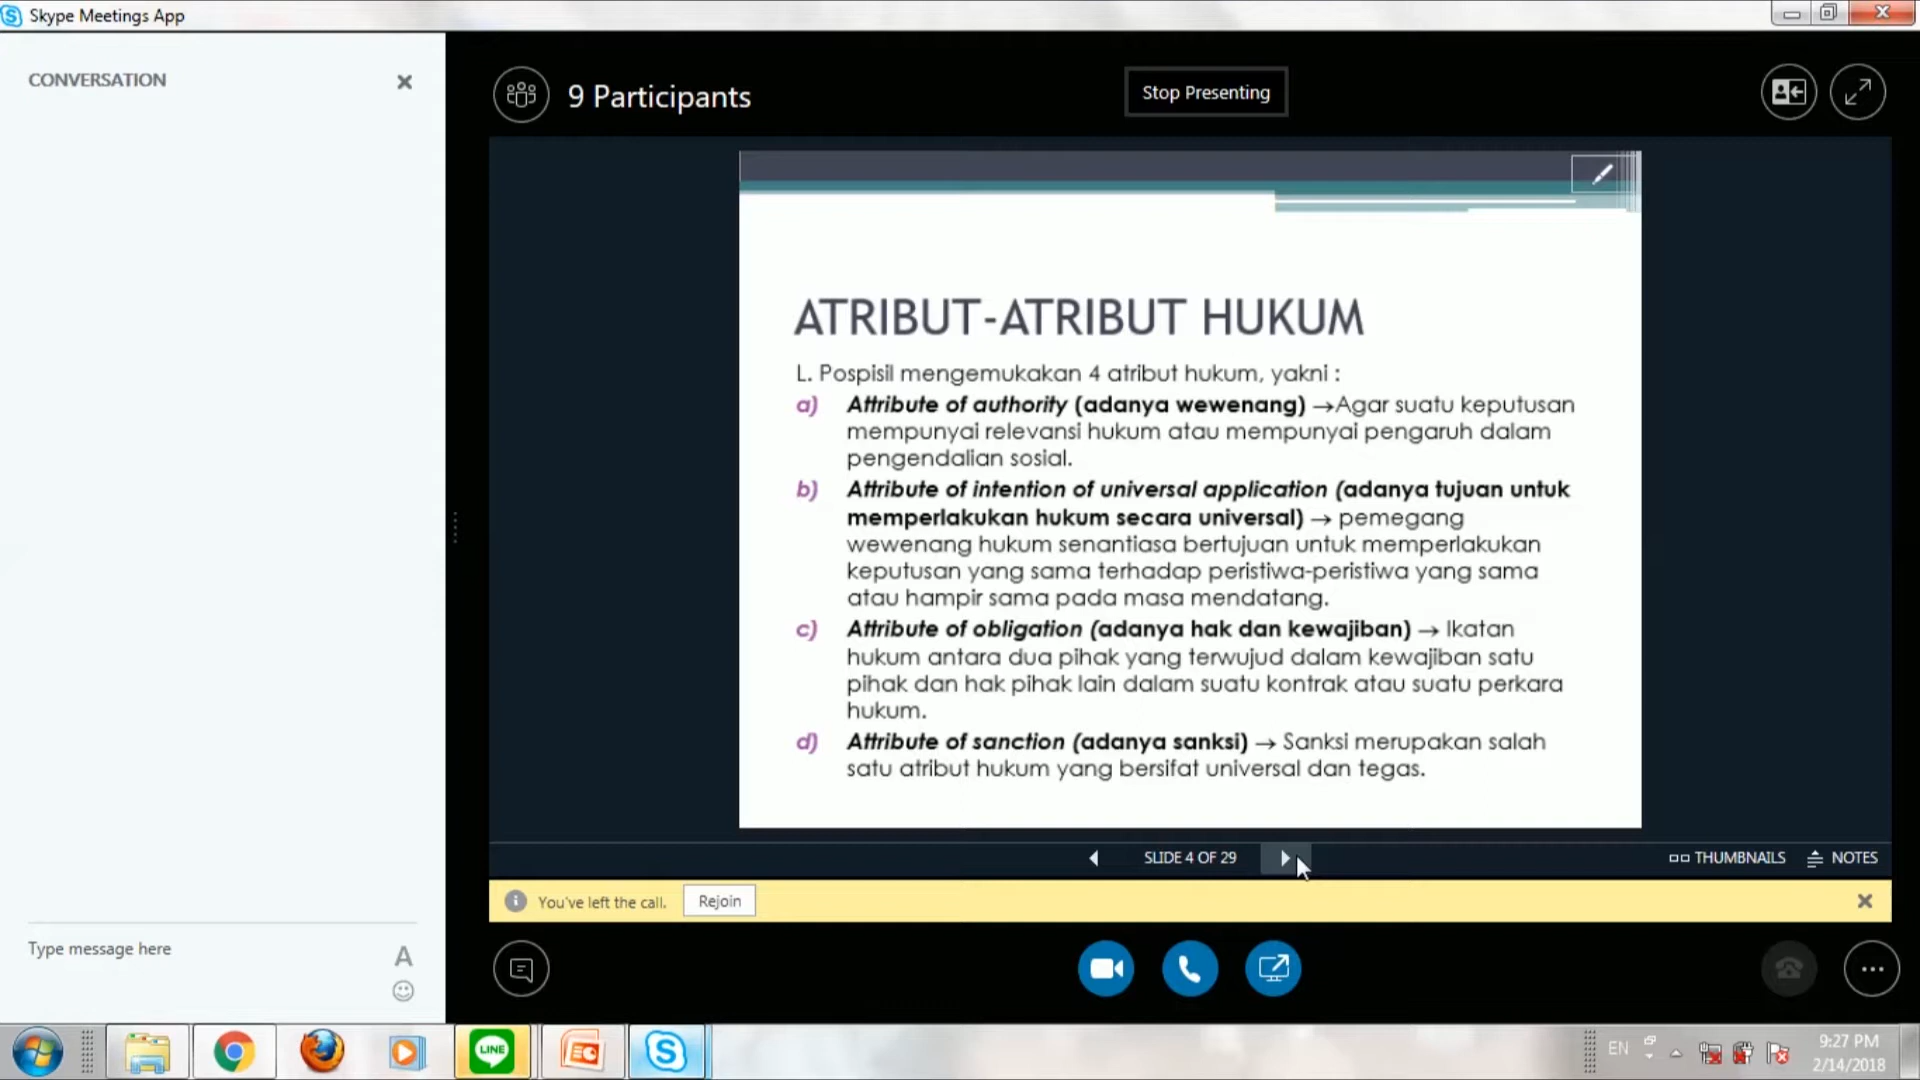 Skype Meetings App
CONVERSATION
9 Participants
Stop Presenting
ATRIBUT-ATRIBUT HUKUM
L. Pospisil mengemukakan 4 atribut hukum, yakni :
a) Attribute of authority (adanya wewenang) →Agar suatu keputusan
mempunyai relevansi hukum atau mempunyai pengaruh dalam
pengendalian sosial.
b) Attribute of intention of universal application (adanya tujuan untuk
memperlakukan hukum secara universal) → pemegang
wewenang hukum senantiasa bertujuan untuk memperlakukan
keputusan yang sama terhadap peristiwa-peristiwa yang sama
atau hampir sama pada masa mendatang.
c) Attribute of obligation (adanya hak dan kewajiban) → Ikatan
hukum antara dua pihak yang terwujud dalam kewajiban satu
pihak dan hak pihak lain dalam suatu kontrak atau suatu perkara
hukum.
d) Attribute of sanction (adanya sanksi) → Sanksi merupakan salah
satu atribut hukum yang bersifat universal dan tegas.
SLIDE 4 OF 29
THUMBNAILS
NOTES
You've left the call.
Rejoin
Type message here
A
LINE
EN
9:27 PM
2/14/2018